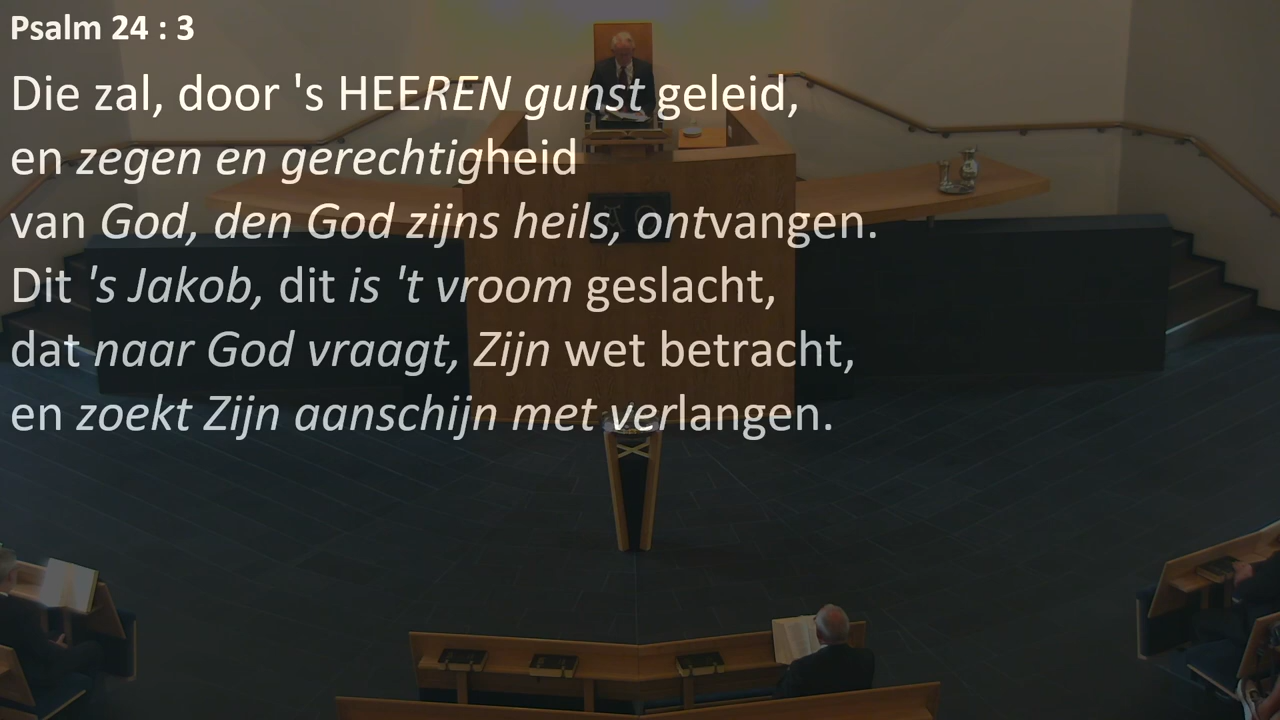 Psalm 24 : 3
Die zal, door 's HEEREN gunst geleid,
en zegen en gerechtigheid
van God, den God zijns heils, ontvangen.
Dit 's Jakob, dit is 't vroom geslacht,
dat naar God vraagt, Zijn wet betracht,
en zoekt Zijn aanschijn met verlangen.